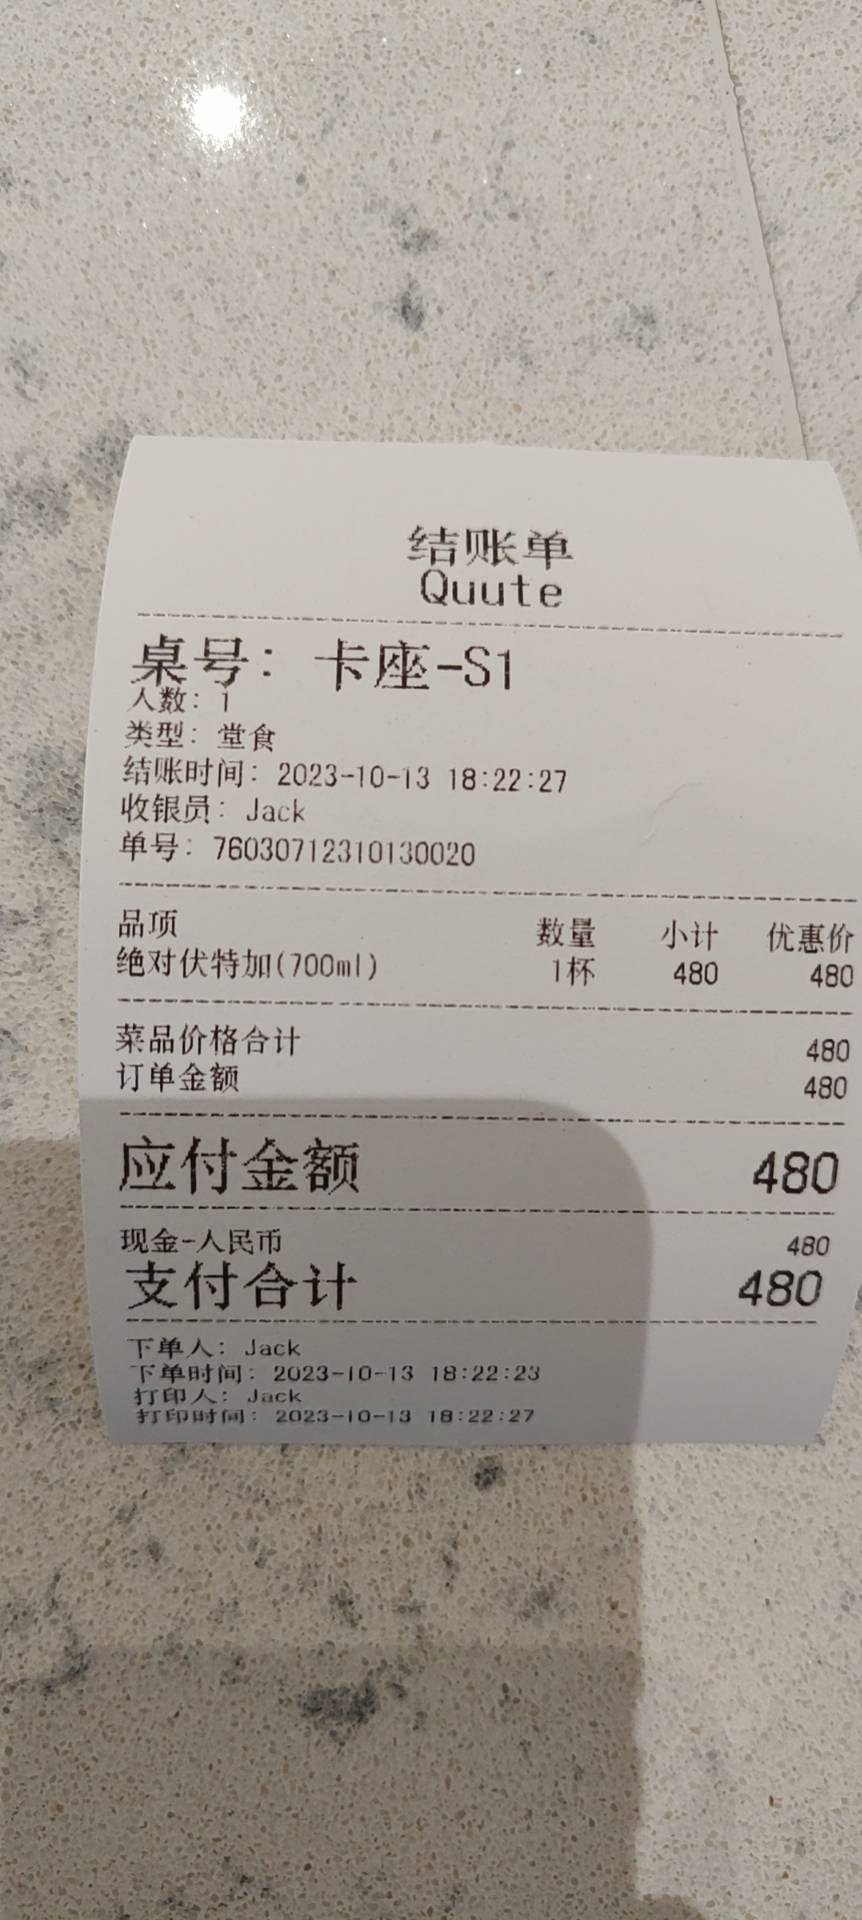 结账单
Quute
桌号: 卡座-S1
人数: 1
类型: 堂食
结账时间: 2023-10-13 18:22:27
收银员: Jack
单号: 76030712310130020
品项 数量 小计 优惠价
绝对伏特加(700ml) 1杯 480 480
菜品价格合计 480
订单金额 480
应付金额 480
现金-人民币 480
支付合计 480
下单人: Jack
下单时间: 2023-10-13 18:22:23
打印人: Jack
打印时间: 2023-10-13 18:22:27